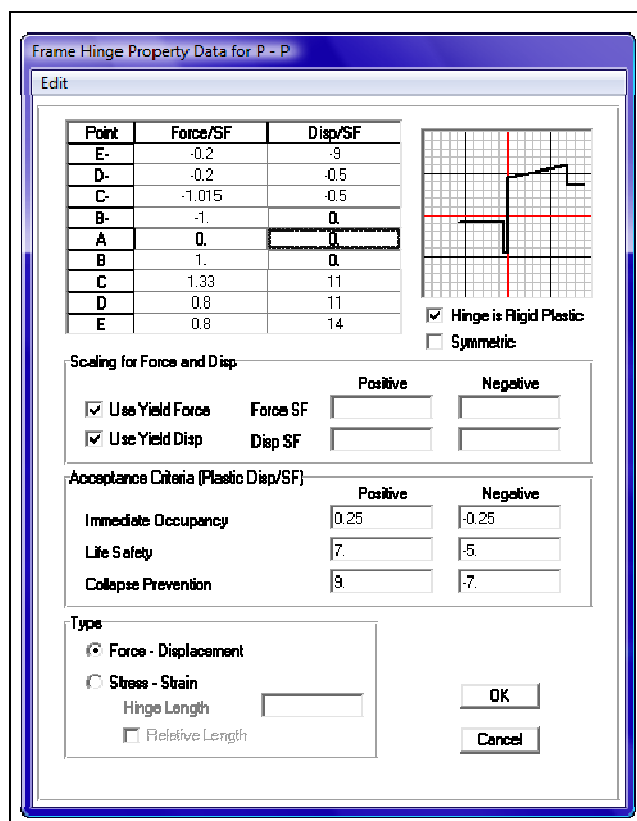 Frame Hinge Property Data for P - P
Edit
Point Force/SF Disp/SF
E- -0.2 -9
D- -0.2 -0.5
C- -1.015 -0.5
B- -1. 0.
A 0. 0.
B 1. 0.
C 1.33 11
D 0.8 11
E 0.8 14
Hinge is Rigid Plastic
Symmetric
Scaling for Force and Disp
Positive Negative
Use Yield Force Force SF
Use Yield Disp Disp SF
Acceptance Criteria (Plastic Disp/SF)
Positive Negative
Immediate Occupancy 0.25 -0.25
Life Safety 7. -5.
Collapse Prevention 9. -7.
Type
Force - Displacement
Stress - Strain
Hinge Length
Relative Length
OK
Cancel